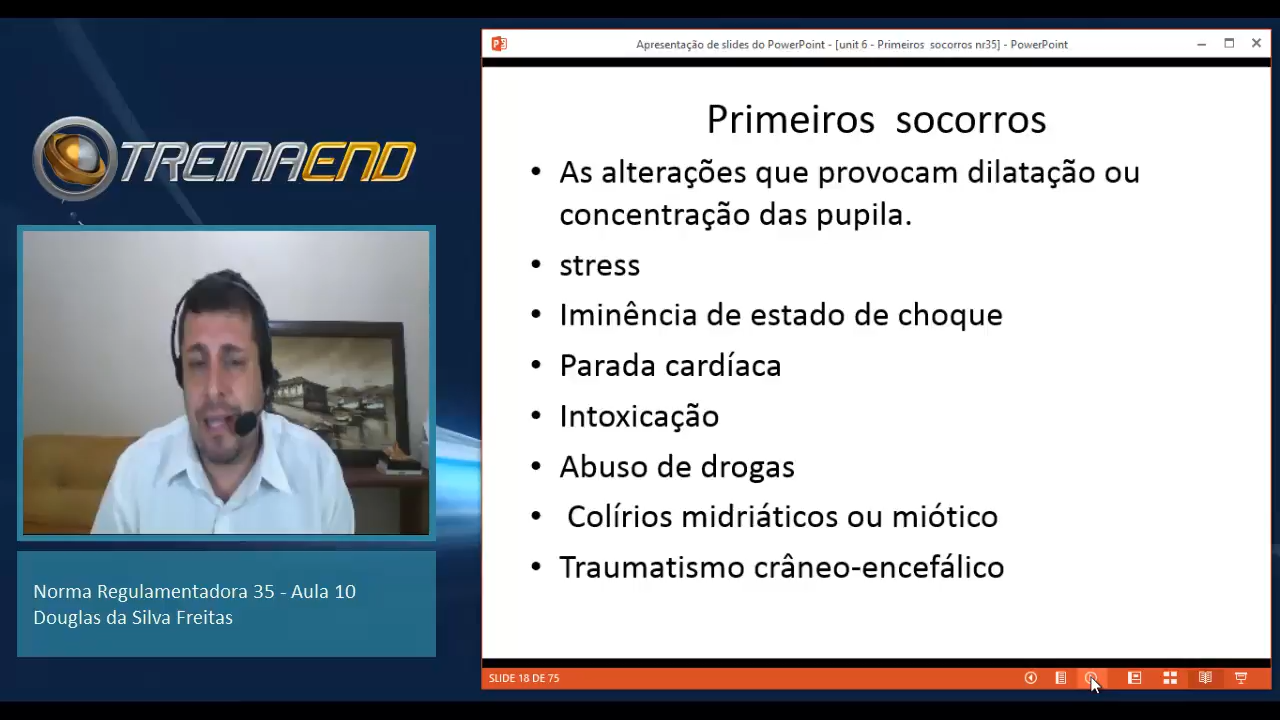 TREINAEND
Norma Regulamentadora 35 - Aula 10
Douglas da Silva Freitas
Apresentação de slides do PowerPoint - [unit 6 - Primeiros socorros nr35] - PowerPoint
Primeiros socorros
• As alterações que provocam dilatação ou
concentração das pupila.
• stress
• Iminência de estado de choque
• Parada cardíaca
• Intoxicação
• Abuso de drogas
• Colírios midriáticos ou miótico
• Traumatismo crâneo-encefálico
SLIDE 18 DE 75